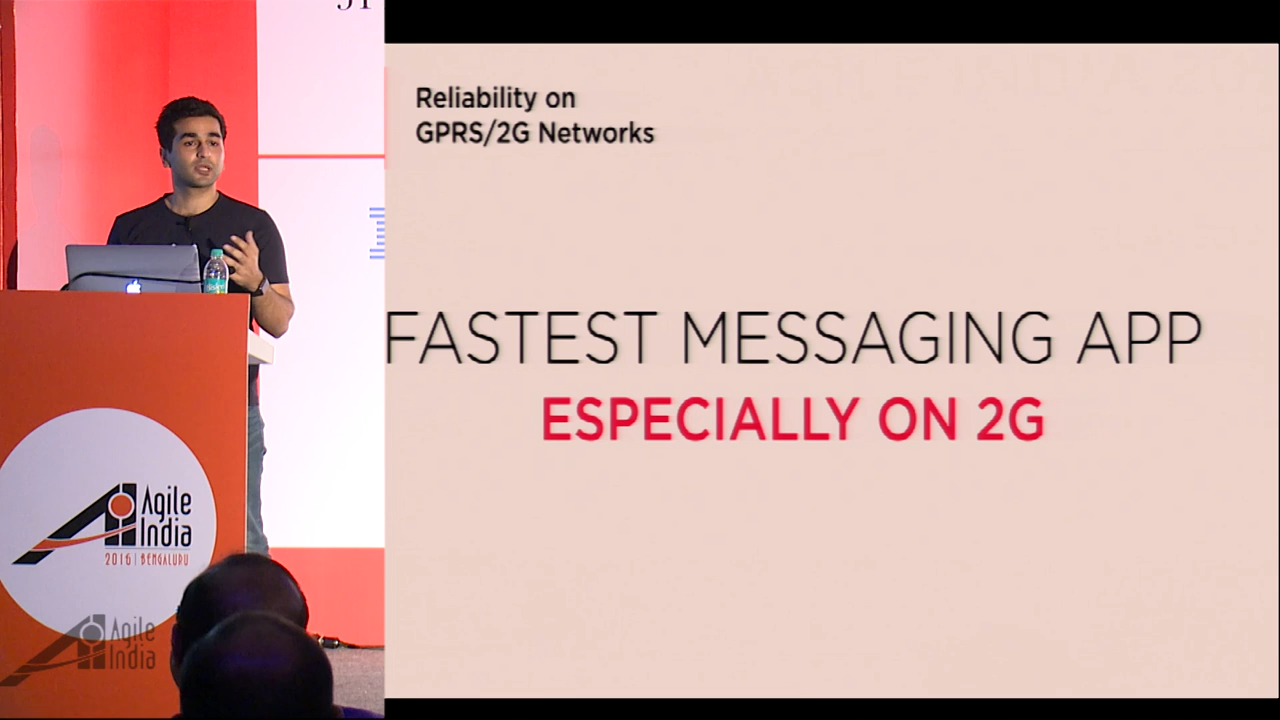 Reliability on
GPRS/2G Networks
FASTEST MESSAGING APP
ESPECIALLY ON 2G
Agile
India
2016 | BENGALURU
Agile
India